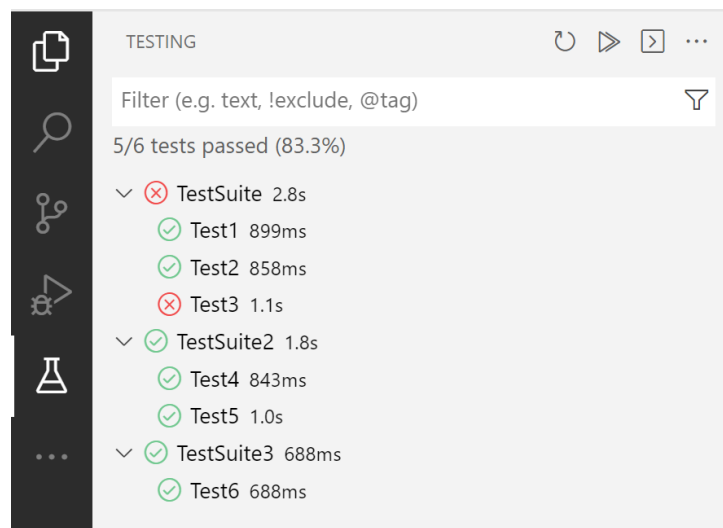 TESTING
Filter (e.g. text, !exclude, @tag)
5/6 tests passed (83.3%)
TestSuite 2.8s
Test1 899ms
Test2 858ms
Test3 1.1s
TestSuite2 1.8s
Test4 843ms
Test5 1.0s
TestSuite3 688ms
Test6 688ms